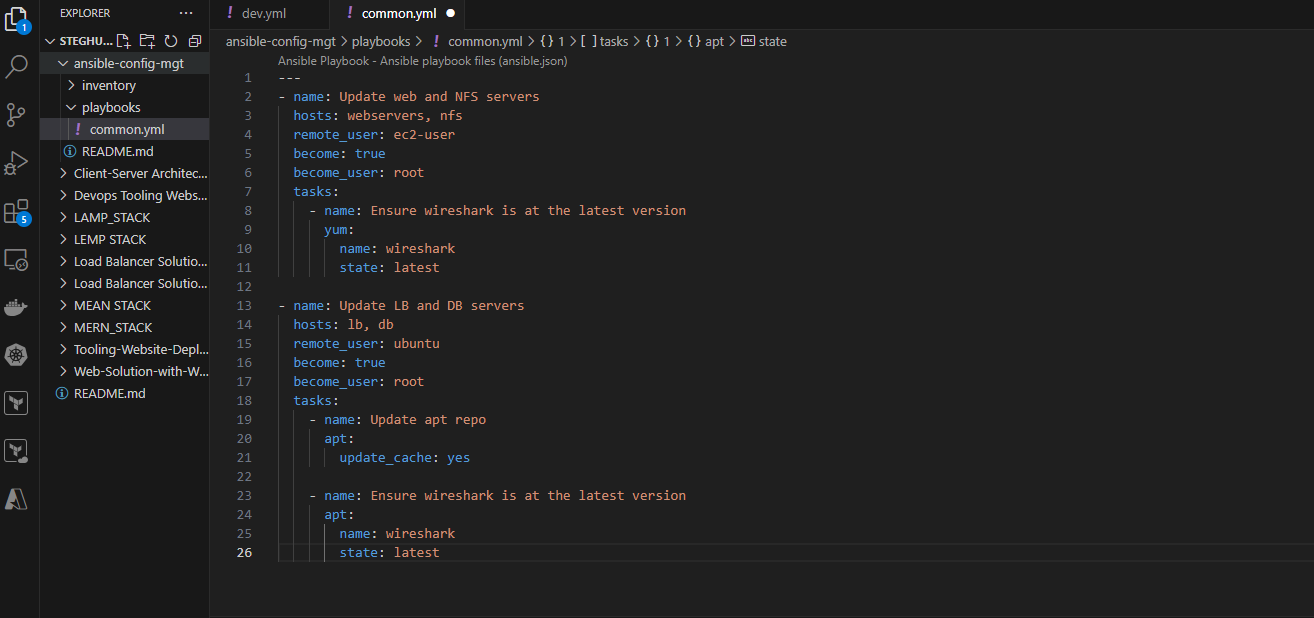 EXPLORER
···
dev.yml
common.yml
1
STEGHU...
ansible-config-mgt
inventory
playbooks
common.yml
README.md
Client-Server Architec...
Devops Tooling Webs...
LAMP_STACK
LEMP STACK
Load Balancer Solutio...
Load Balancer Solutio...
MEAN STACK
MERN_STACK
Tooling-Website-Depl...
Web-Solution-with-W...
README.md
5
ansible-config-mgt > playbooks > ! common.yml > {} 1 > [ ] tasks > {} 1 > {} apt > abc state
Ansible Playbook - Ansible playbook files (ansible.json)
1 ---
2 - name: Update web and NFS servers
3 hosts: webservers, nfs
4 remote_user: ec2-user
5 become: true
6 become_user: root
7 tasks:
8 - name: Ensure wireshark is at the latest version
9 yum:
10 name: wireshark
11 state: latest
12
13 - name: Update LB and DB servers
14 hosts: lb, db
15 remote_user: ubuntu
16 become: true
17 become_user: root
18 tasks:
19 - name: Update apt repo
20 apt:
21 update_cache: yes
22
23 - name: Ensure wireshark is at the latest version
24 apt:
25 name: wireshark
26 state: latest